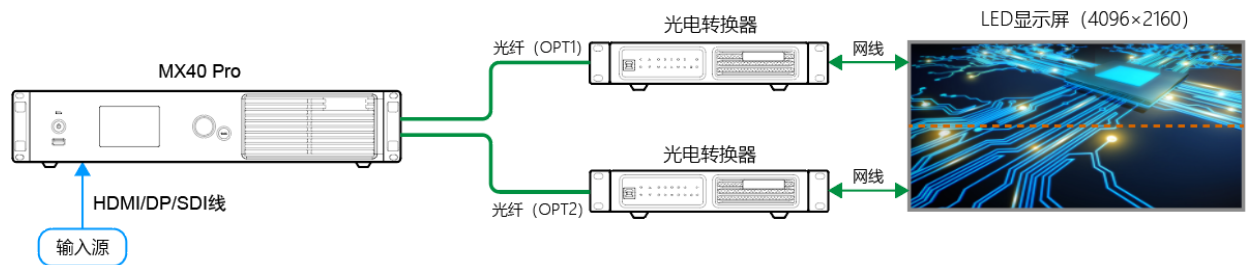 光电转换器
LED显示屏（4096×2160）
光纤（OPT1）
网线
MX40 Pro
光电转换器
网线
光纤（OPT2）
HDMI/DP/SDI线
输入源